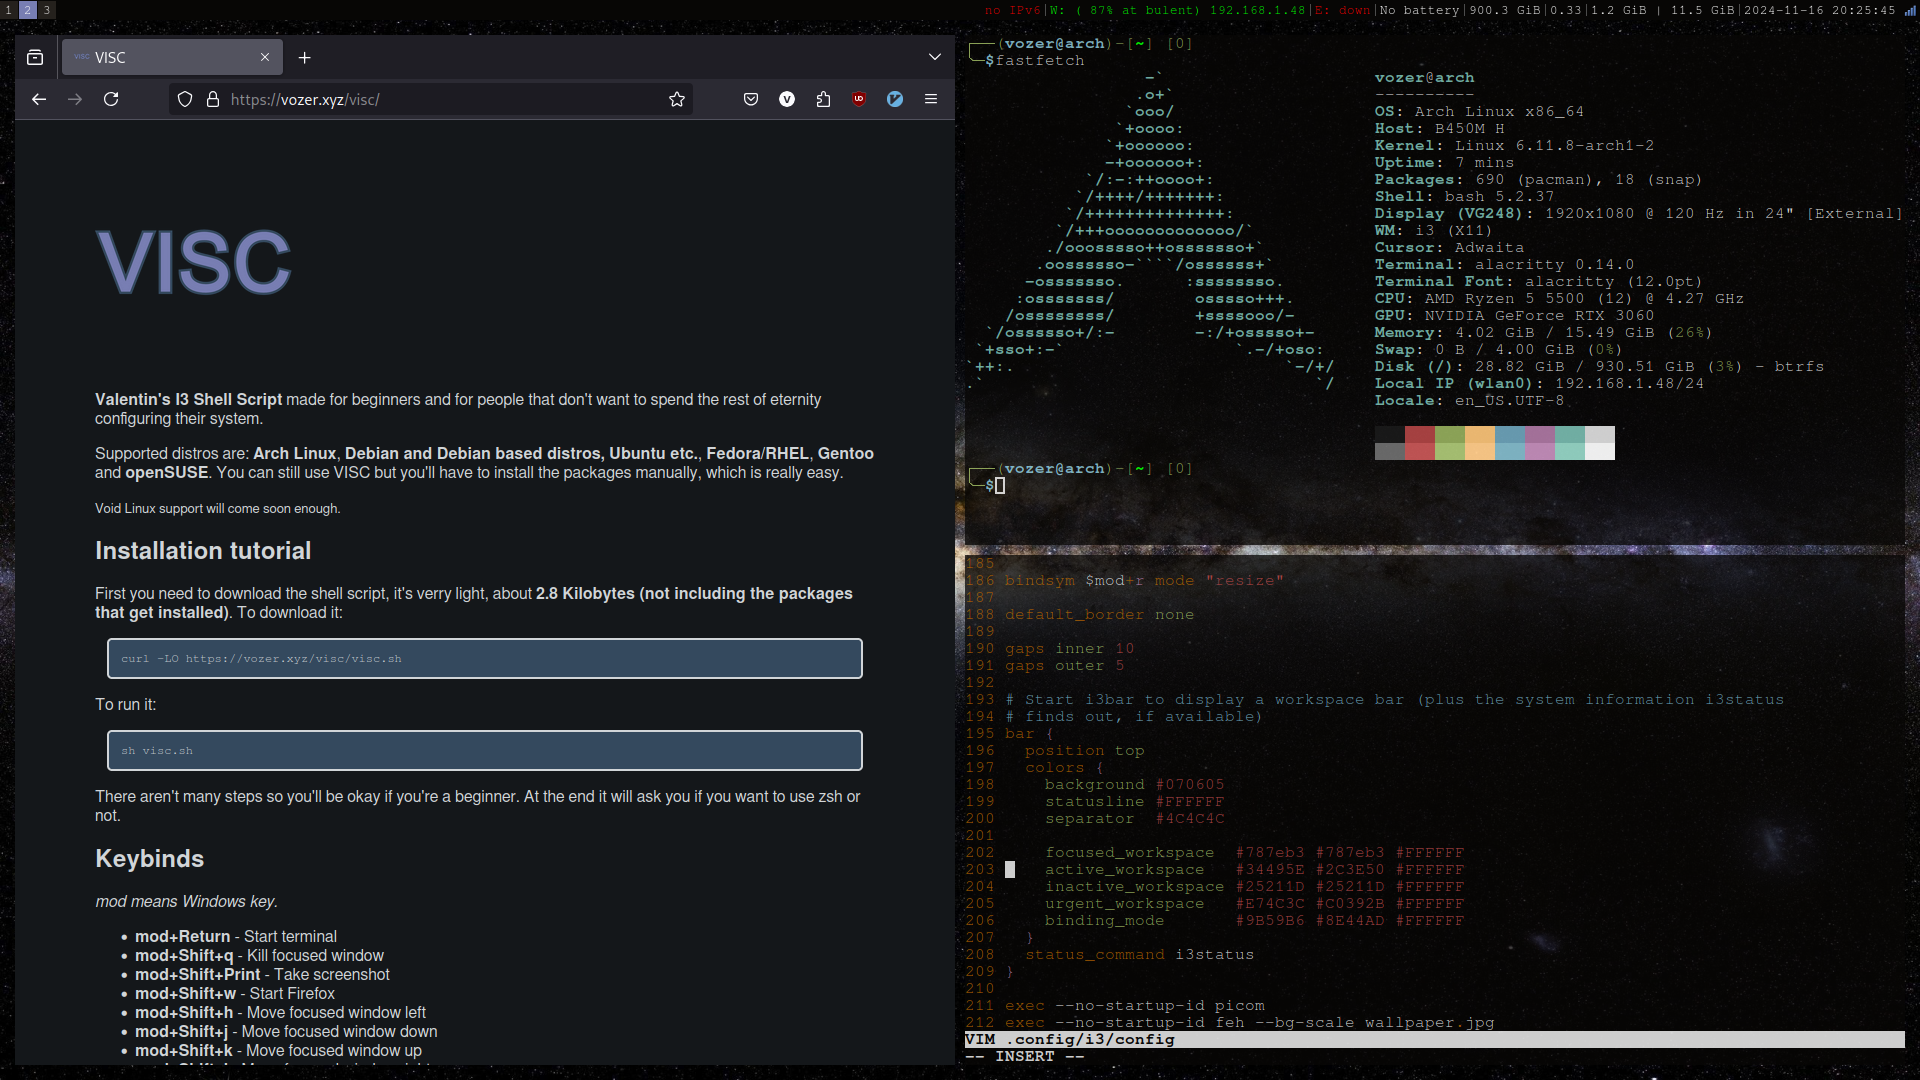 1 2 3
no IPv6|W: ( 87% at bulent) 192.168.1.48|E: down|No battery|900.3 GiB|0.33|1.2 GiB | 11.5 GiB|2024-11-16 20:25:45
VISC VISC
https://vozer.xyz/visc/
VISC
Valentin's I3 Shell Script made for beginners and for people that don't want to spend the rest of eternity
configuring their system.
Supported distros are: Arch Linux, Debian and Debian based distros, Ubuntu etc., Fedora/RHEL, Gentoo
and openSUSE. You can still use VISC but you'll have to install the packages manually, which is really easy.
Void Linux support will come soon enough.
Installation tutorial
First you need to download the shell script, it's verry light, about 2.8 Kilobytes (not including the packages
that get installed). To download it:
curl -LO https://vozer.xyz/visc/visc.sh
To run it:
sh visc.sh
There aren't many steps so you'll be okay if you're a beginner. At the end it will ask you if you want to use zsh or
not.
Keybinds
mod means Windows key.
• mod+Return - Start terminal
• mod+Shift+q - Kill focused window
• mod+Shift+Print - Take screenshot
• mod+Shift+w - Start Firefox
• mod+Shift+h - Move focused window left
• mod+Shift+j - Move focused window down
• mod+Shift+k - Move focused window up
(vozer@arch)-[~] [0]
$fastfetch
-`
.o+`
`ooo/
`+oooo:
`+oooooo:
-+oooooo+:
`/:-:++oooo+:
`/++++/+++++++:
`/++++++++++++++:
`/+++ooooooooooooo/`
./ooosssso++osssssso+`
.oossssso-````/ossssss+`
-osssssso.      :ssssssso.
:osssssss/        osssso+++.
/ossssssss/        +ssssooo/-
`/ossssso+/:-        -:/+osssso+-
`+sso+:-`                 `.-/+oso:
`++:.                           `-/+/
.`                                 `/
vozer@arch
----------
OS: Arch Linux x86_64
Host: B450M H
Kernel: Linux 6.11.8-arch1-2
Uptime: 7 mins
Packages: 690 (pacman), 18 (snap)
Shell: bash 5.2.37
Display (VG248): 1920x1080 @ 120 Hz in 24" [External]
WM: i3 (X11)
Cursor: Adwaita
Terminal: alacritty 0.14.0
Terminal Font: alacritty (12.0pt)
CPU: AMD Ryzen 5 5500 (12) @ 4.27 GHz
GPU: NVIDIA GeForce RTX 3060
Memory: 4.02 GiB / 15.49 GiB (26%)
Swap: 0 B / 4.00 GiB (0%)
Disk (/): 28.82 GiB / 930.51 GiB (3%) - btrfs
Local IP (wlan0): 192.168.1.48/24
Locale: en_US.UTF-8
(vozer@arch)-[~] [0]
$
185
186 bindsym $mod+r mode "resize"
187
188 default_border none
189
190 gaps inner 10
191 gaps outer 5
192
193 # Start i3bar to display a workspace bar (plus the system information i3status
194 # finds out, if available)
195 bar {
196   position top
197   colors {
198     background #070605
199     statusline #FFFFFF
200     separator  #4C4C4C
201
202     focused_workspace  #787eb3 #787eb3 #FFFFFF
203     active_workspace   #34495E #2C3E50 #FFFFFF
204     inactive_workspace #25211D #25211D #FFFFFF
205     urgent_workspace   #E74C3C #C0392B #FFFFFF
206     binding_mode       #9B59B6 #8E44AD #FFFFFF
207   }
208   status_command i3status
209 }
210
211 exec --no-startup-id picom
212 exec --no-startup-id feh --bg-scale wallpaper.jpg
VIM .config/i3/config
-- INSERT --